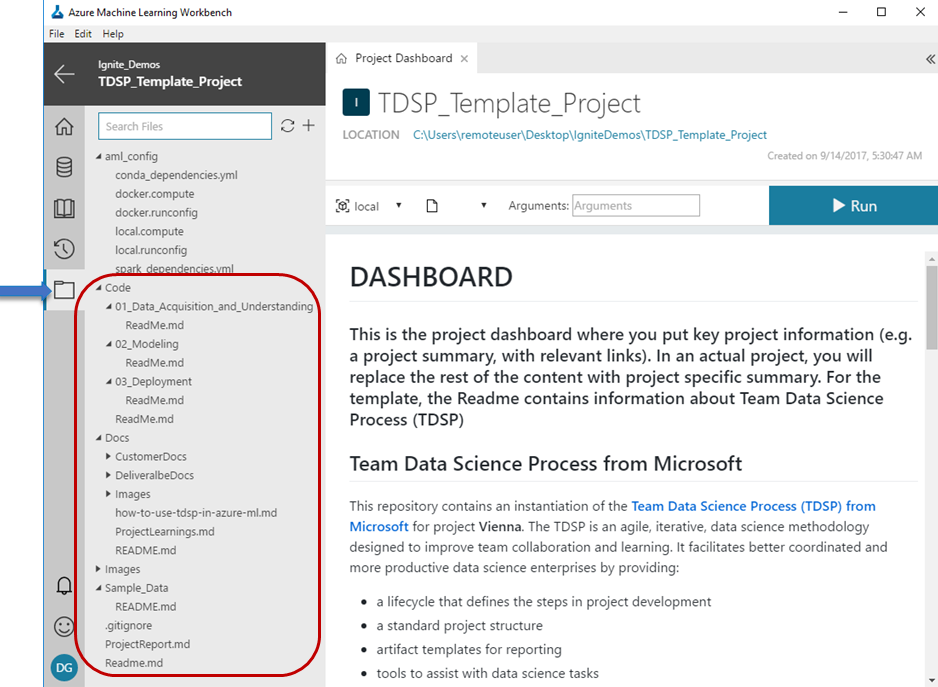 Azure Machine Learning Workbench
File Edit Help
Ignite_Demos
TDSP_Template_Project
Search Files
aml_config
conda_dependencies.yml
docker.compute
docker.runconfig
local.compute
local.runconfig
spark_dependencies.yml
Code
01_Data_Acquisition_and_Understanding
ReadMe.md
02_Modeling
ReadMe.md
03_Deployment
ReadMe.md
ReadMe.md
Docs
CustomerDocs
DeliveralbeDocs
Images
how-to-use-tdsp-in-azure-ml.md
ProjectLearnings.md
README.md
Images
Sample_Data
README.md
.gitignore
ProjectReport.md
Readme.md
DG
Project Dashboard
I
TDSP_Template_Project
LOCATION C:\Users\remoteuser\Desktop\IgniteDemos\TDSP_Template_Project
Created on 9/14/2017, 5:30:47 AM
local Arguments: Arguments Run
DASHBOARD
This is the project dashboard where you put key project information (e.g.
a project summary, with relevant links). In an actual project, you will
replace the rest of the content with project specific summary. For the
template, the Readme contains information about Team Data Science
Process (TDSP)
Team Data Science Process from Microsoft
This repository contains an instantiation of the Team Data Science Process (TDSP) from
Microsoft for project Vienna. The TDSP is an agile, iterative, data science methodology
designed to improve team collaboration and learning. It facilitates better coordinated and
more productive data science enterprises by providing:
• a lifecycle that defines the steps in project development
• a standard project structure
• artifact templates for reporting
• tools to assist with data science tasks